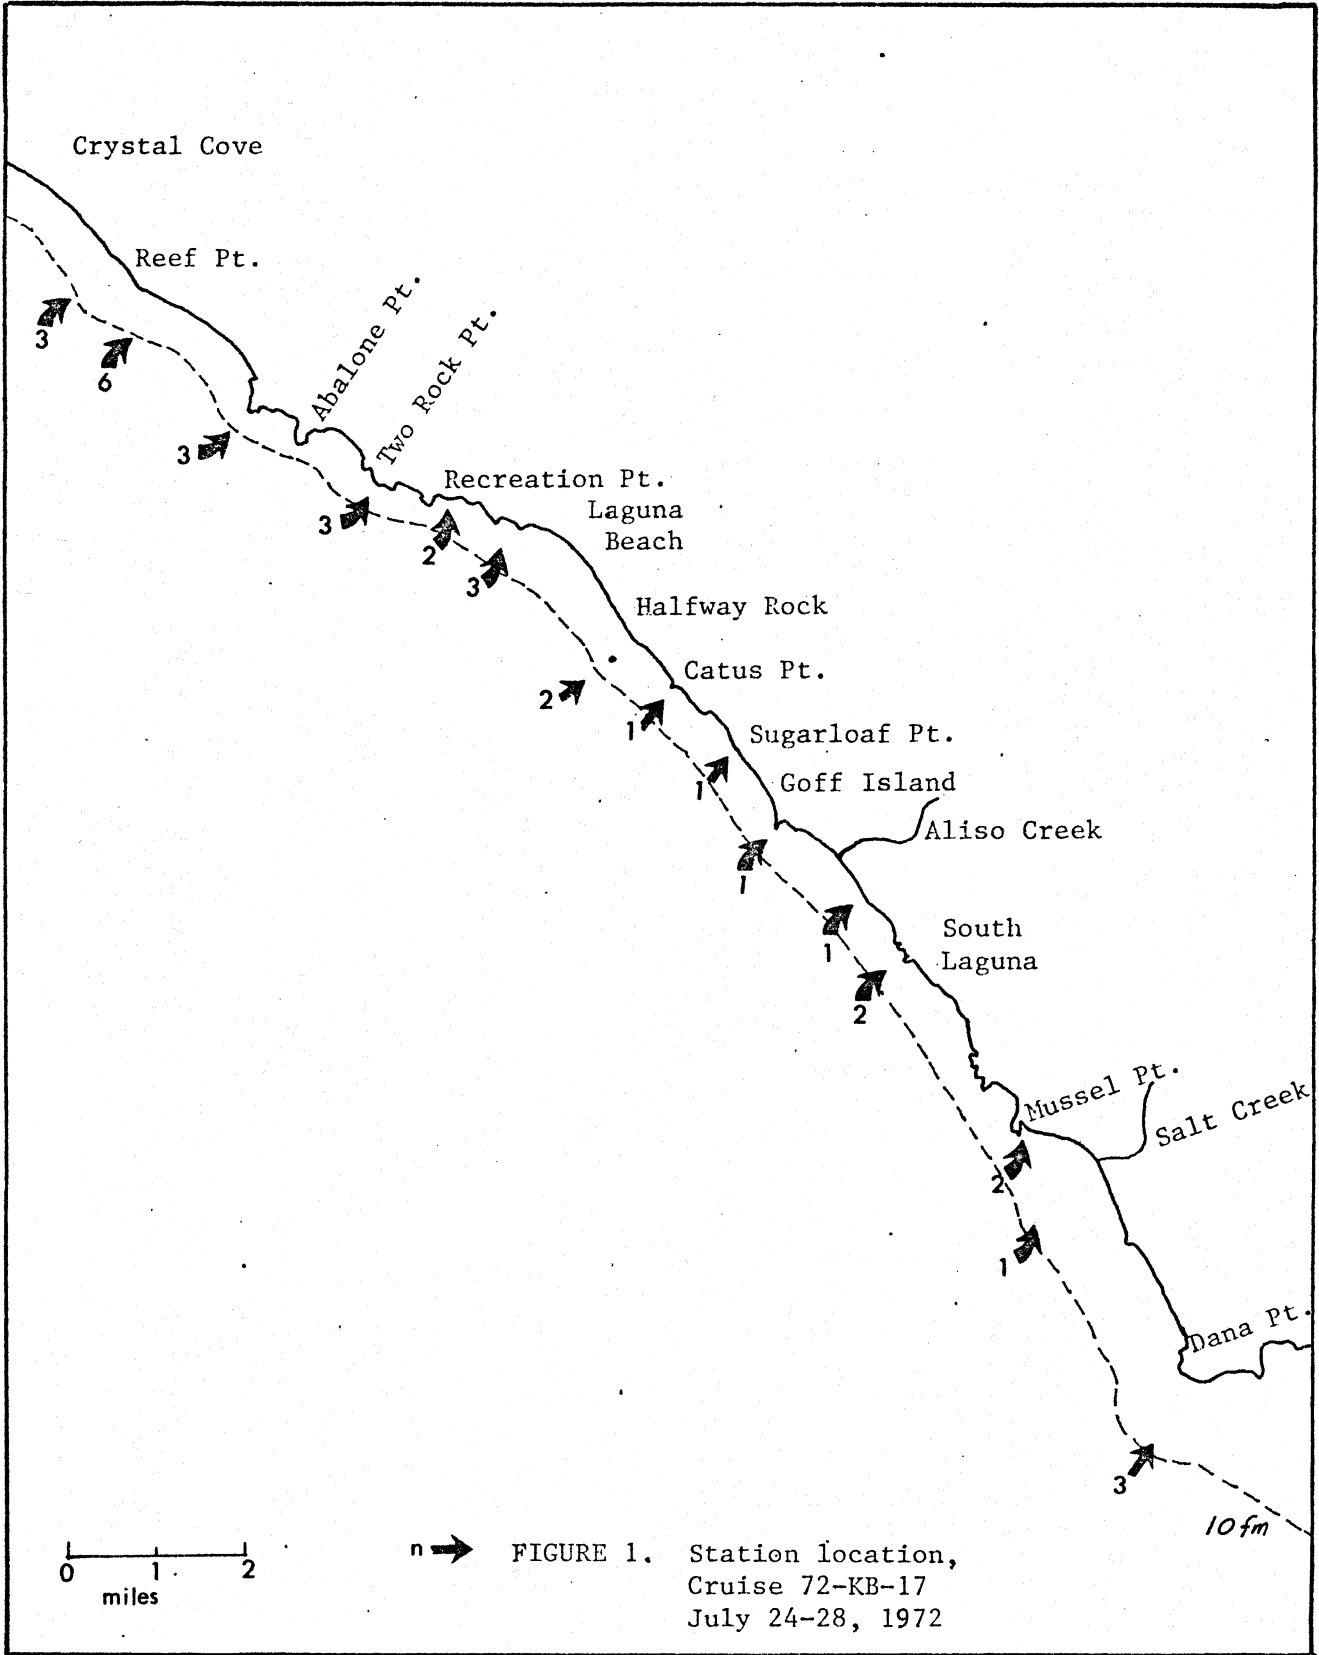 Crystal Cove
Reef Pt.
Abalone Pt.
Two Rock Pt.
3
6
3
3
Recreation Pt.
Laguna
Beach
2
3
Halfway Rock
Catus Pt.
2
1
Sugarloaf Pt.
1
Goff Island
Aliso Creek
1
South
Laguna
1
2
Mussel Pt.
Salt Creek
2
1
Dana Pt.
3
10 fm
0 1 2
miles
n FIGURE 1. Station location,
Cruise 72-KB-17
July 24-28, 1972